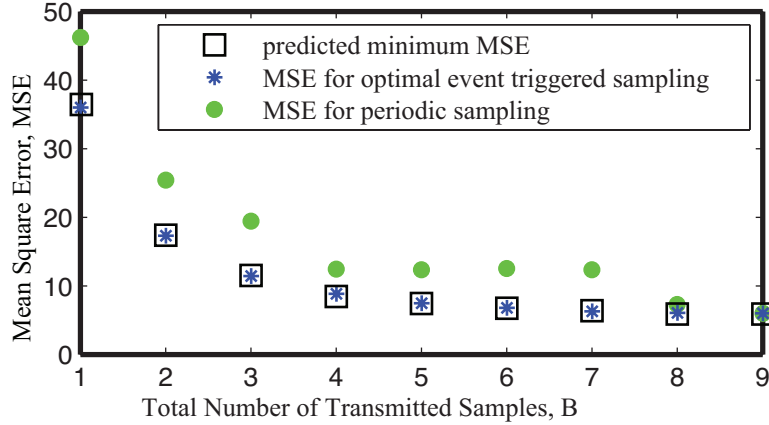 50
40
30
20
10
0
Mean Square Error, MSE
predicted minimum MSE
MSE for optimal event triggered sampling
MSE for periodic sampling
1 2 3 4 5 6 7 8 9
Total Number of Transmitted Samples, B